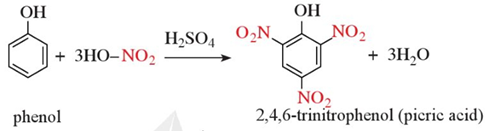 OH
+ 3HO–NO₂
H₂SO₄
OH
O₂N
NO₂
NO₂
+ 3H₂O
phenol
2,4,6-trinitrophenol (picric acid)